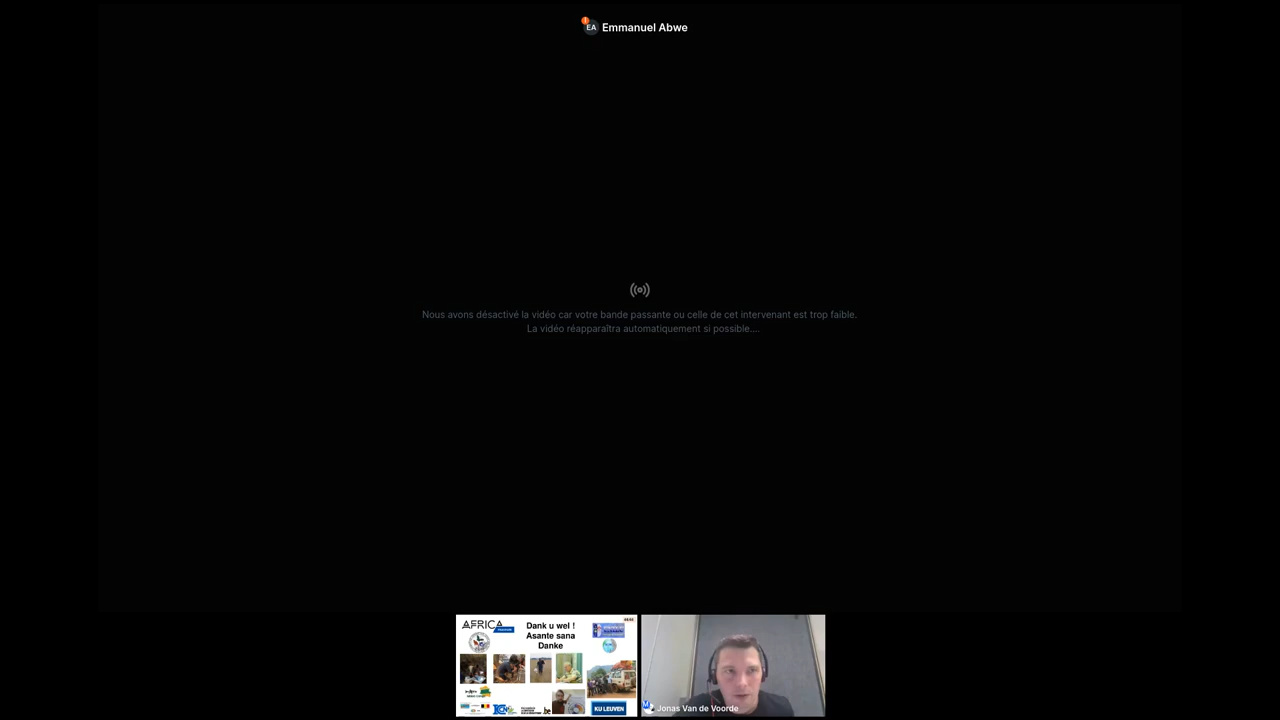 EA Emmanuel Abwe
Nous avons désactivé la vidéo car votre bande passante ou celle de cet intervenant est trop faible.
La vidéo réapparaîtra automatiquement si possible....
AFRICA
Dank u wel !
Asante sana
Danke
KU LEUVEN
.be
Jonas Van de Voorde